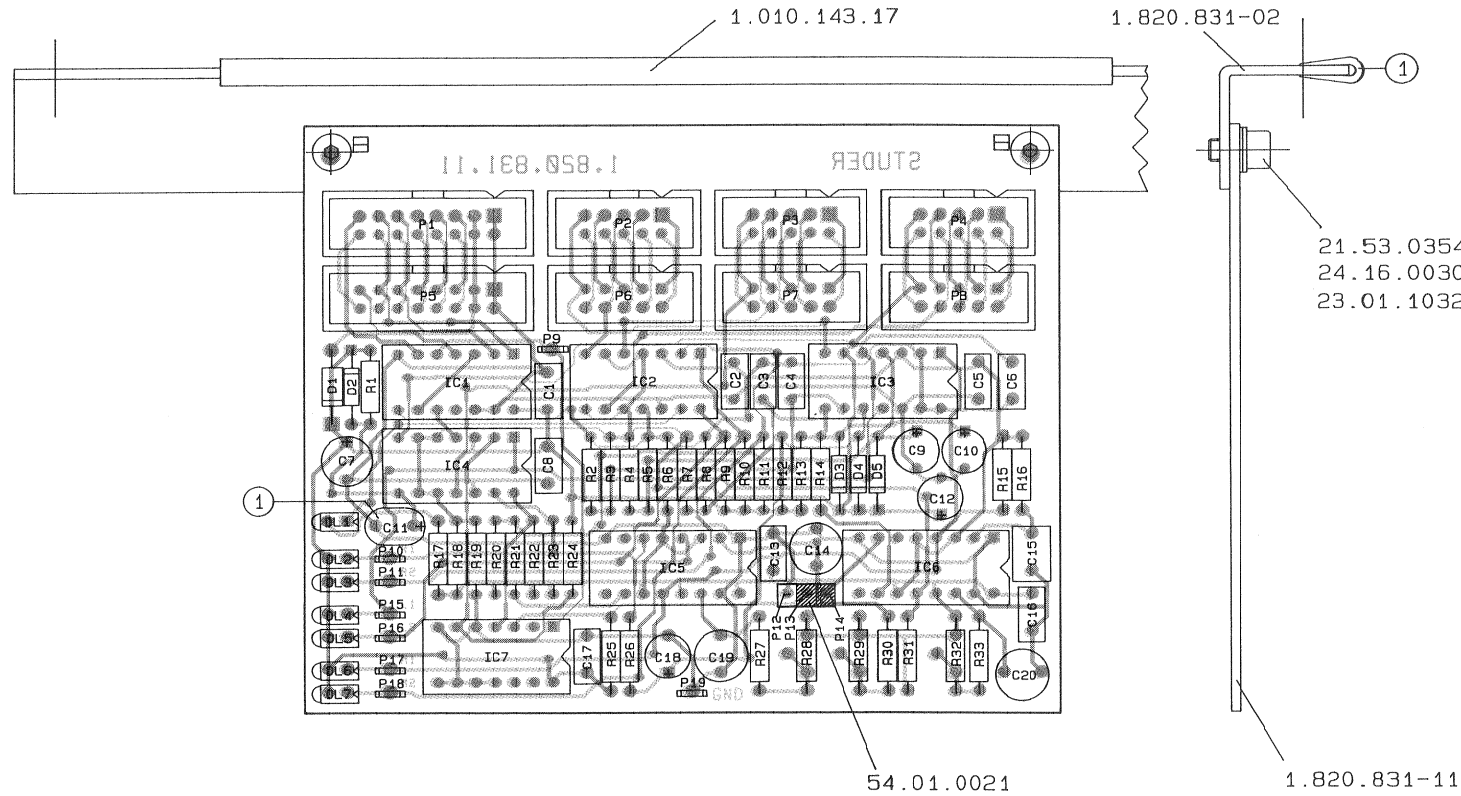 1.010.143.17
1.820.831-02
1
1.820.831.11
STUDER
P1 P2 P3 P4
21.53.0354
24.16.0030
23.01.1032
P5 P6 P7 P8
P9
D1 D2 R1 IC1 C1 IC2 C2 C3 C4 IC3 C5 C6
C7 IC4 C8 R2 R3 R4 R5 R6 R7 R8 R9 R10 R11 R12 R13 R14 D3 D4 D5 C9 C10 R15 R16
C12
1
DL1 C11
DL2 P10 R17 R18 R19 R20 R21 R22 R23 R24 IC5 C13 C14 IC6 C15
DL3 P11
DL4 P15 P12 P13 P14 C16
DL5 P16
IC7 C17 R25 R26 C18 C19 R27 R28 R29 R30 R31 R32 R33
DL6 P17 C20
DL7 P18 P19 GND
54.01.0021
1.820.831-11